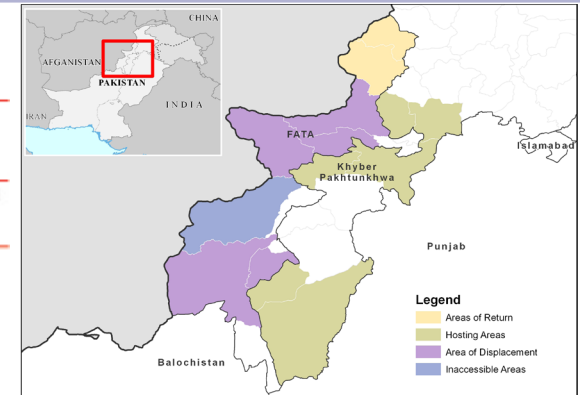 CHINA
AFGANISTAN
PAKISTAN
IRAN
INDIA
FATA
Islamabad
Khyber
Pakhtunkhwa
Punjab
Balochistan
Legend
Areas of Return
Hosting Areas
Area of Displacement
Inaccessible Areas